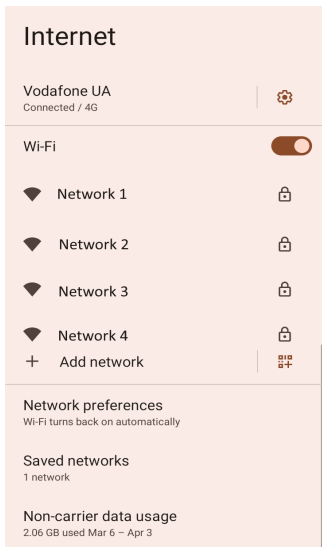 Internet
Vodafone UA
Connected / 4G
Wi-Fi
Network 1
Network 2
Network 3
Network 4
Add network
Network preferences
Wi-Fi turns back on automatically
Saved networks
1 network
Non-carrier data usage
2.06 GB used Mar 6 – Apr 3